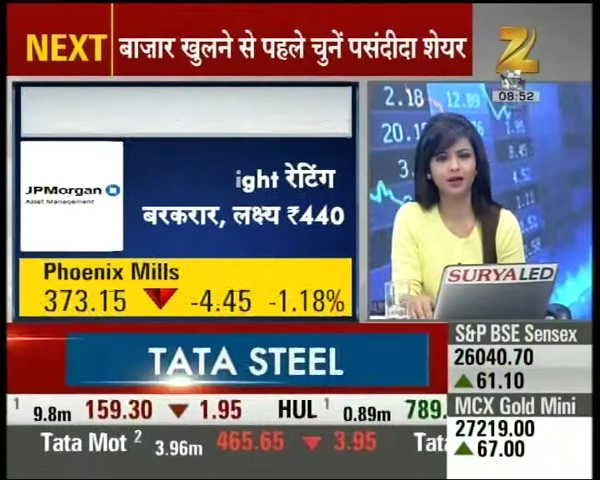 NEXT
बाज़ार खुलने से पहले चुनें पसंदीदा शेयर
08:52
JPMorgan
Asset Management
ight रेटिंग
बरकरार, लक्ष्य ₹440
Phoenix Mills
373.15 -4.45 -1.18%
2.18 12.89
SURYA LED
TATA STEEL
S&P BSE Sensex
26040.70
61.10
MCX Gold Mini
27219.00
67.00
1 9.8m 159.30 1.95 HUL 1 0.89m 789.
Tata Mot 2 3.96m 465.65 3.95 Tata